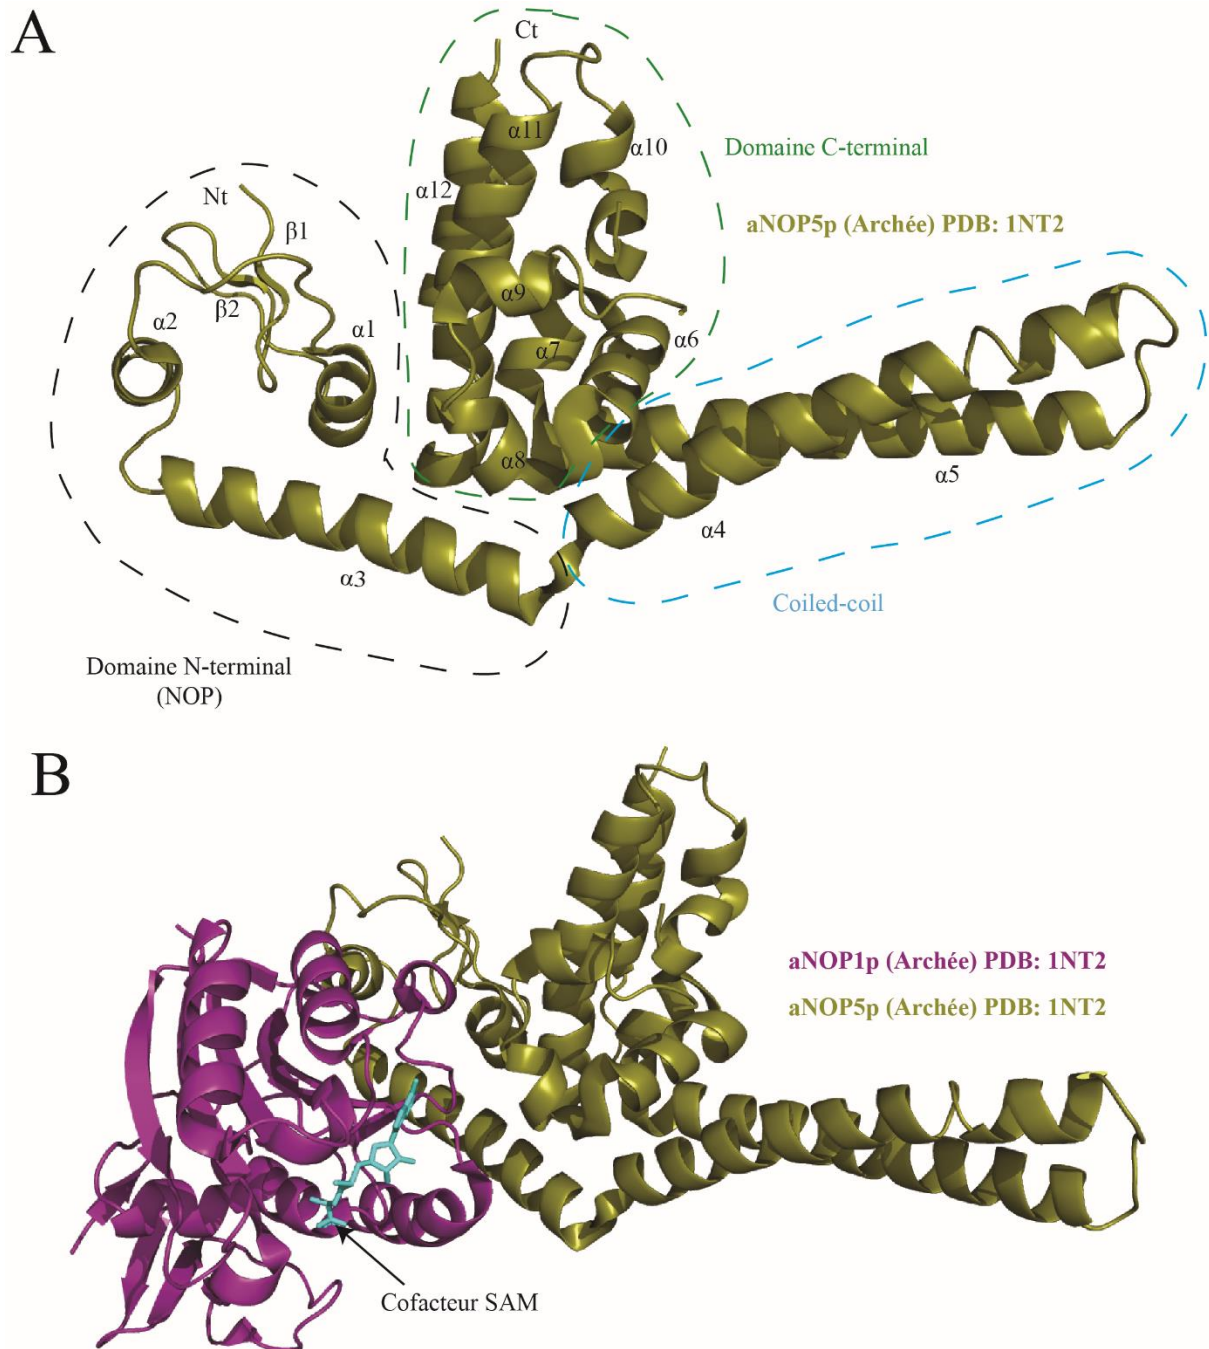 A
Ct
α11
α10
Domaine C-terminal
α12
Nt
aNOP5p (Archée) PDB: 1NT2
β1
α9
β2
α2
α1
α6
α7
α8
α5
α4
α3
Coiled-coil
Domaine N-terminal
(NOP)
B
aNOP1p (Archée) PDB: 1NT2
aNOP5p (Archée) PDB: 1NT2
Cofacteur SAM